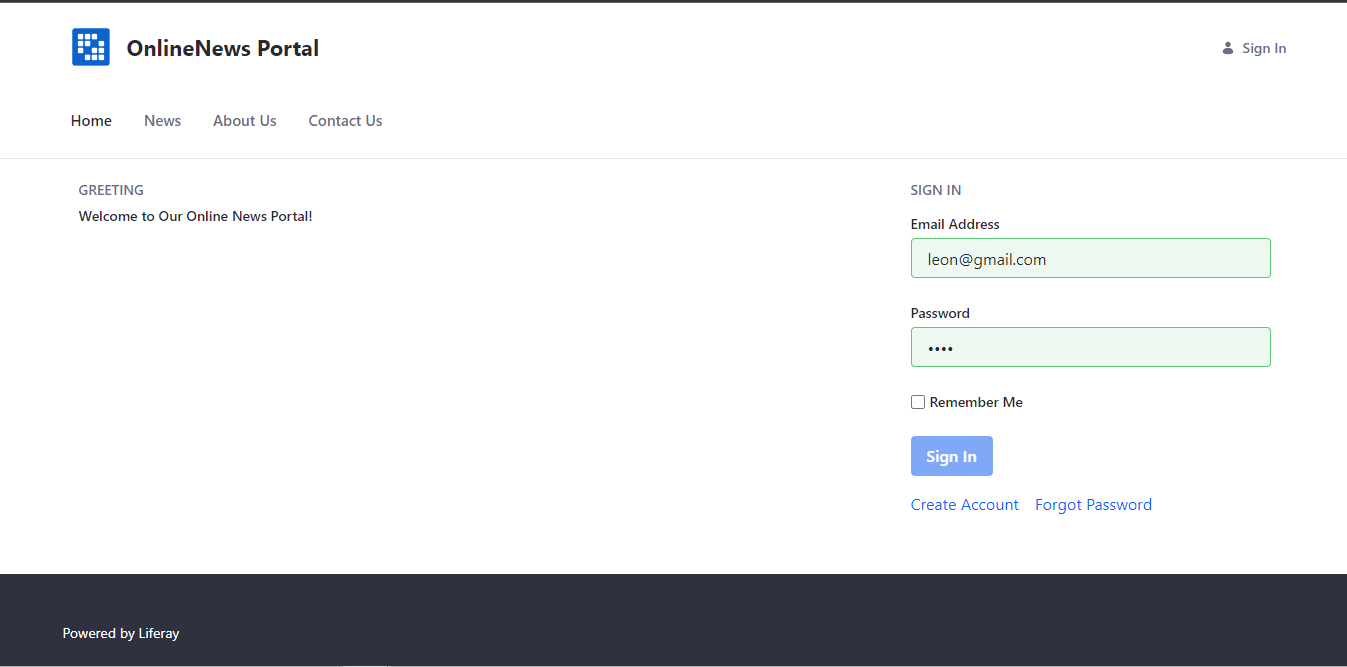 OnlineNews Portal
Sign In
Home News About Us Contact Us
GREETING
Welcome to Our Online News Portal!
SIGN IN
Email Address
leon@gmail.com
Password
••••
Remember Me
Sign In
Create Account Forgot Password
Powered by Liferay